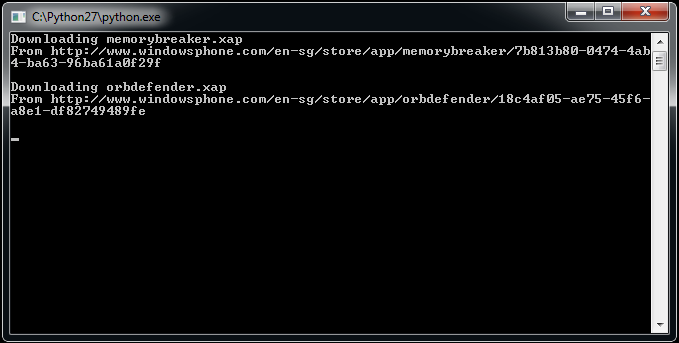 C:\Python27\python.exe
Downloading memorybreaker.xap
From http://www.windowsphone.com/en-sg/store/app/memorybreaker/7b813b80-0474-4ab
4-ba63-96ba61a0f29f
Downloading orbdefender.xap
From http://www.windowsphone.com/en-sg/store/app/orbdefender/18c4af05-ae75-45f6-
a8e1-df82749489fe